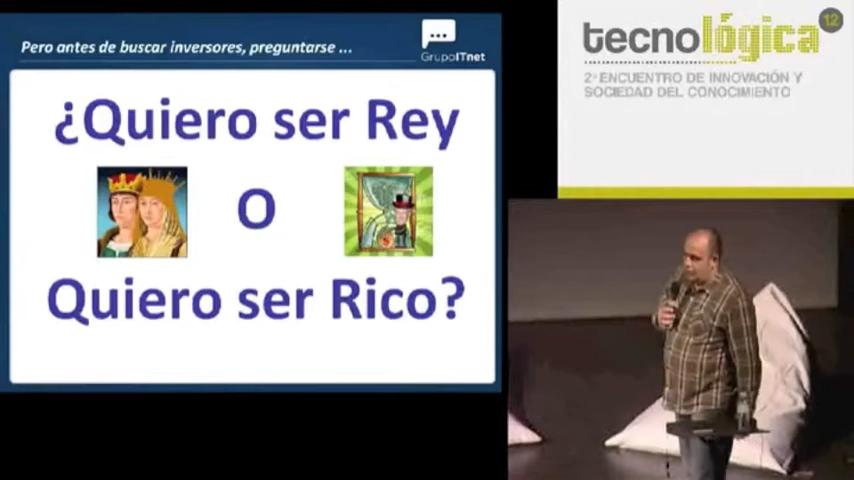 Pero antes de buscar inversores, preguntarse ...
GrupoITnet
¿Quiero ser Rey
O
Quiero ser Rico?
tecnológica
12
2º ENCUENTRO DE INNOVACIÓN Y
SOCIEDAD DEL CONOCIMIENTO